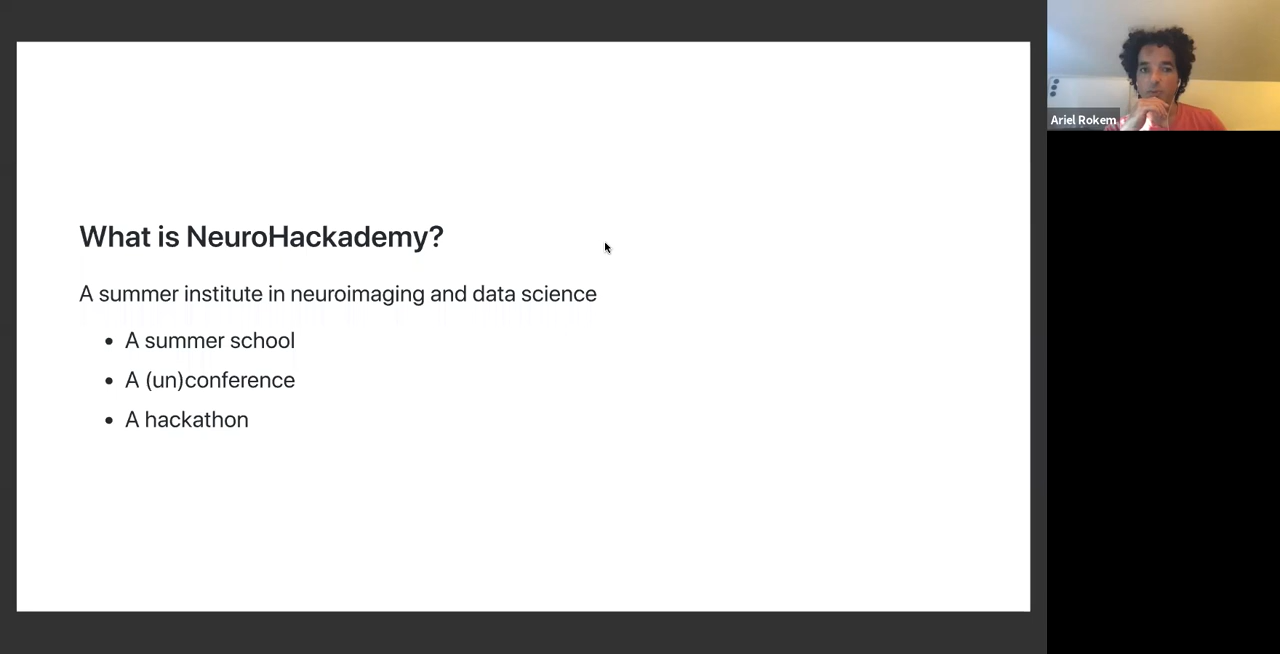 What is NeuroHackademy?
A summer institute in neuroimaging and data science
• A summer school
• A (un)conference
• A hackathon
Ariel Rokem